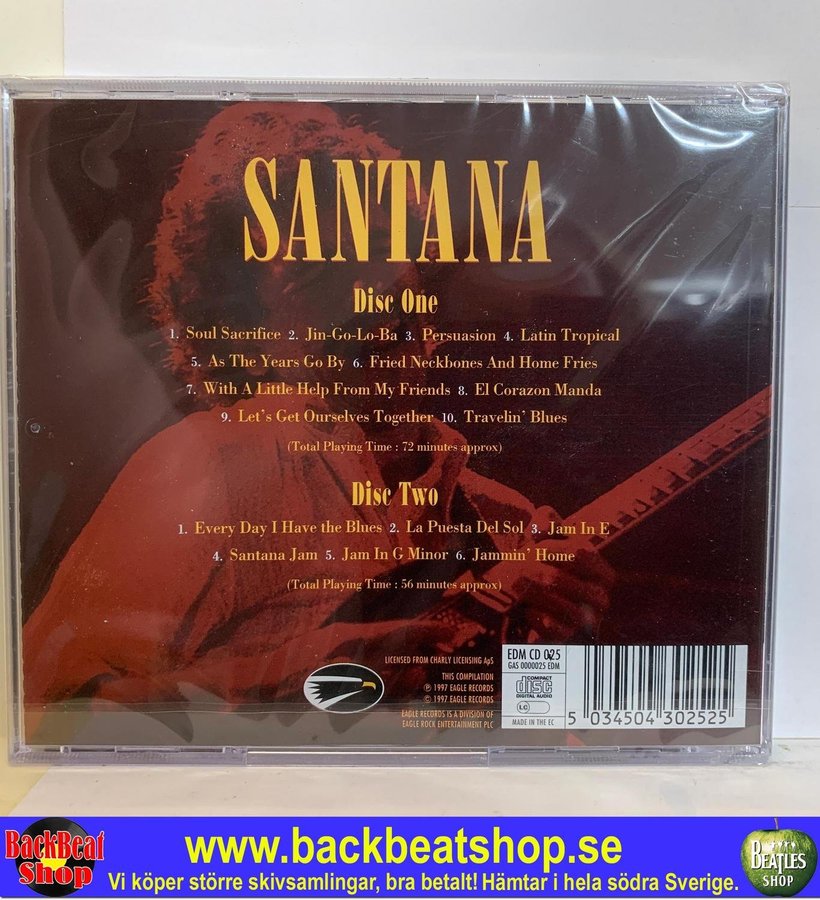 SANTANA
Disc One
1. Soul Sacrifice 2. Jin-Go-Lo-Ba 3. Persuasion 4. Latin Tropical
5. As The Years Go By 6. Fried Neckbones And Home Fries
7. With A Little Help From My Friends 8. El Corazon Manda
9. Let's Get Ourselves Together 10. Travelin' Blues
(Total Playing Time : 72 minutes approx)
Disc Two
1. Every Day I Have the Blues 2. La Puesta Del Sol 3. Jam In E
4. Santana Jam 5. Jam In G Minor 6. Jammin' Home
(Total Playing Time : 56 minutes approx)
LICENSED FROM CHARLY LICENSING ApS
THIS COMPILATION
℗ 1997 EAGLE RECORDS
© 1997 EAGLE RECORDS
EAGLE RECORDS IS A DIVISION OF
EAGLE ROCK ENTERTAINMENT PLC
EDM CD 025
GAS 0000025 EDM
COMPACT
disc
DIGITAL AUDIO
LC
MADE IN THE EC
5 034504 302525
BackBeat
Shop
www.backbeatshop.se
Vi köper större skivsamlingar, bra betalt! Hämtar i hela södra Sverige.
BEATLES
SHOP